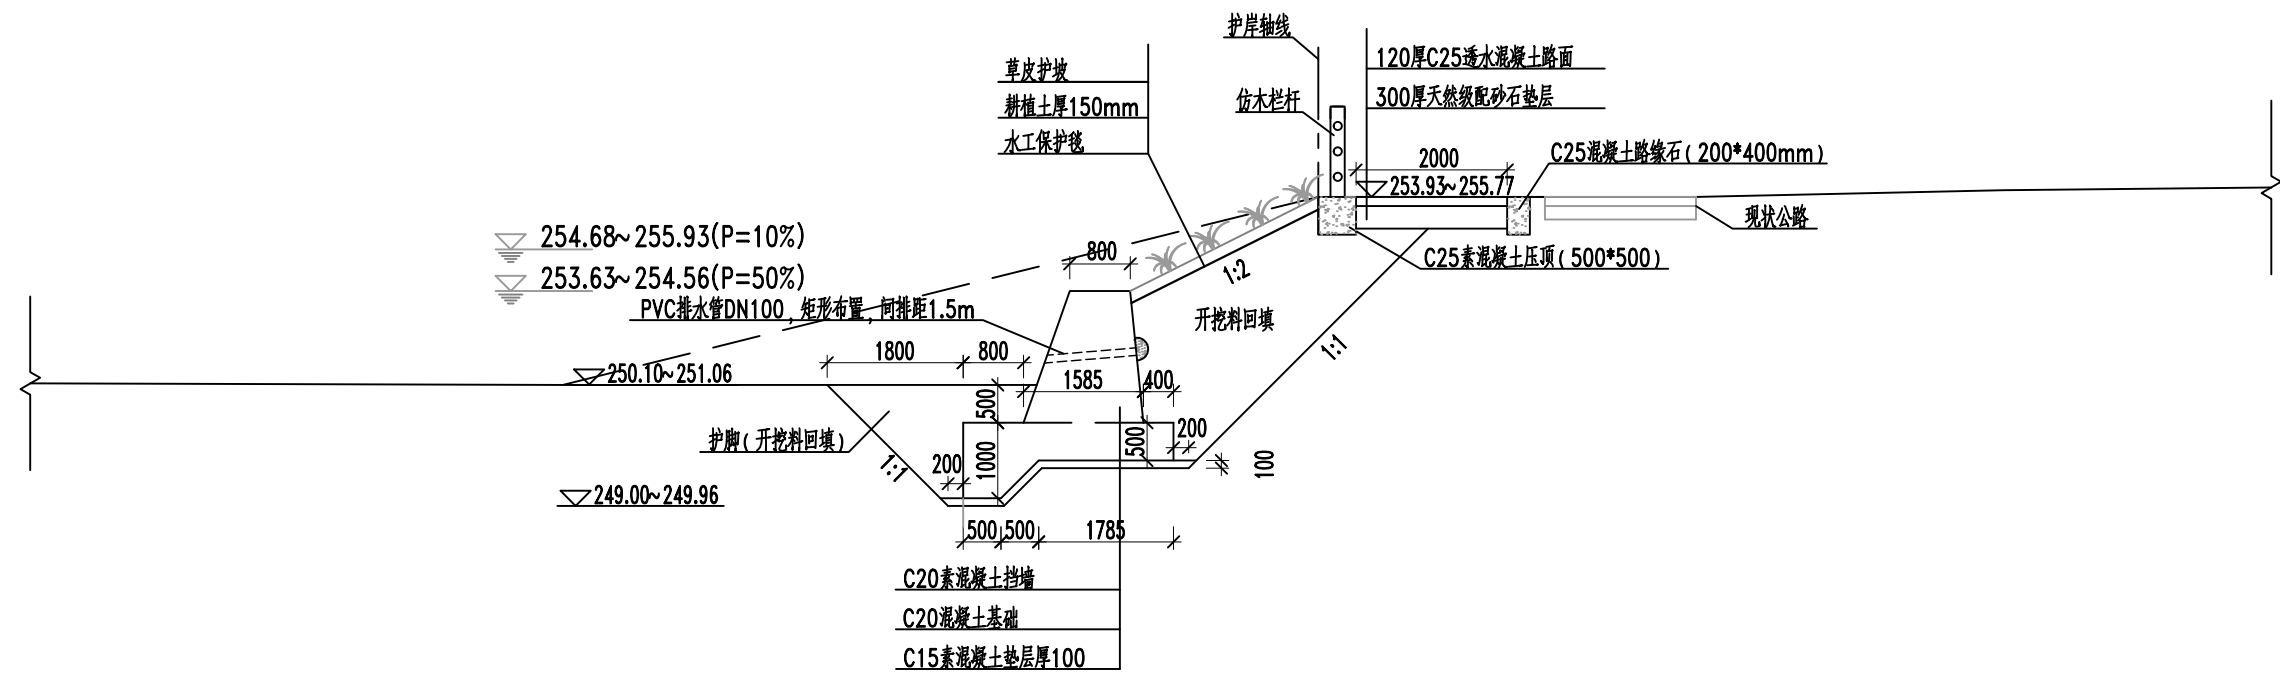 护岸轴线
120厚C25透水混凝土路面
草皮护坡
300厚天然级配砂石垫层
仿木栏杆
耕植土厚150mm
水工保护毯
2000
C25混凝土路缘石(200*400mm)
253.93~255.77
现状公路
254.68~255.93(P=10%)
800
C25素混凝土压顶(500*500)
1:2
253.63~254.56(P=50%)
PVC排水管DN100,矩形布置,间排距1.5m
开挖料回填
1:1
1800
800
250.10~251.06
1585
400
500
护脚(开挖料回填)
200
500
1:1
200
1000
100
249.00~249.96
500
500
1785
C20素混凝土挡墙
C20混凝土基础
C15素混凝土垫层厚100